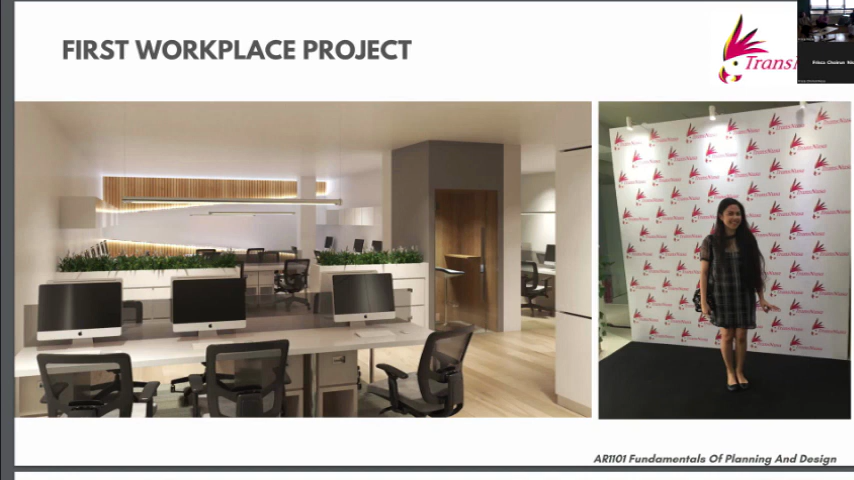 FIRST WORKPLACE PROJECT
AR1101 Fundamentals Of Planning And Design